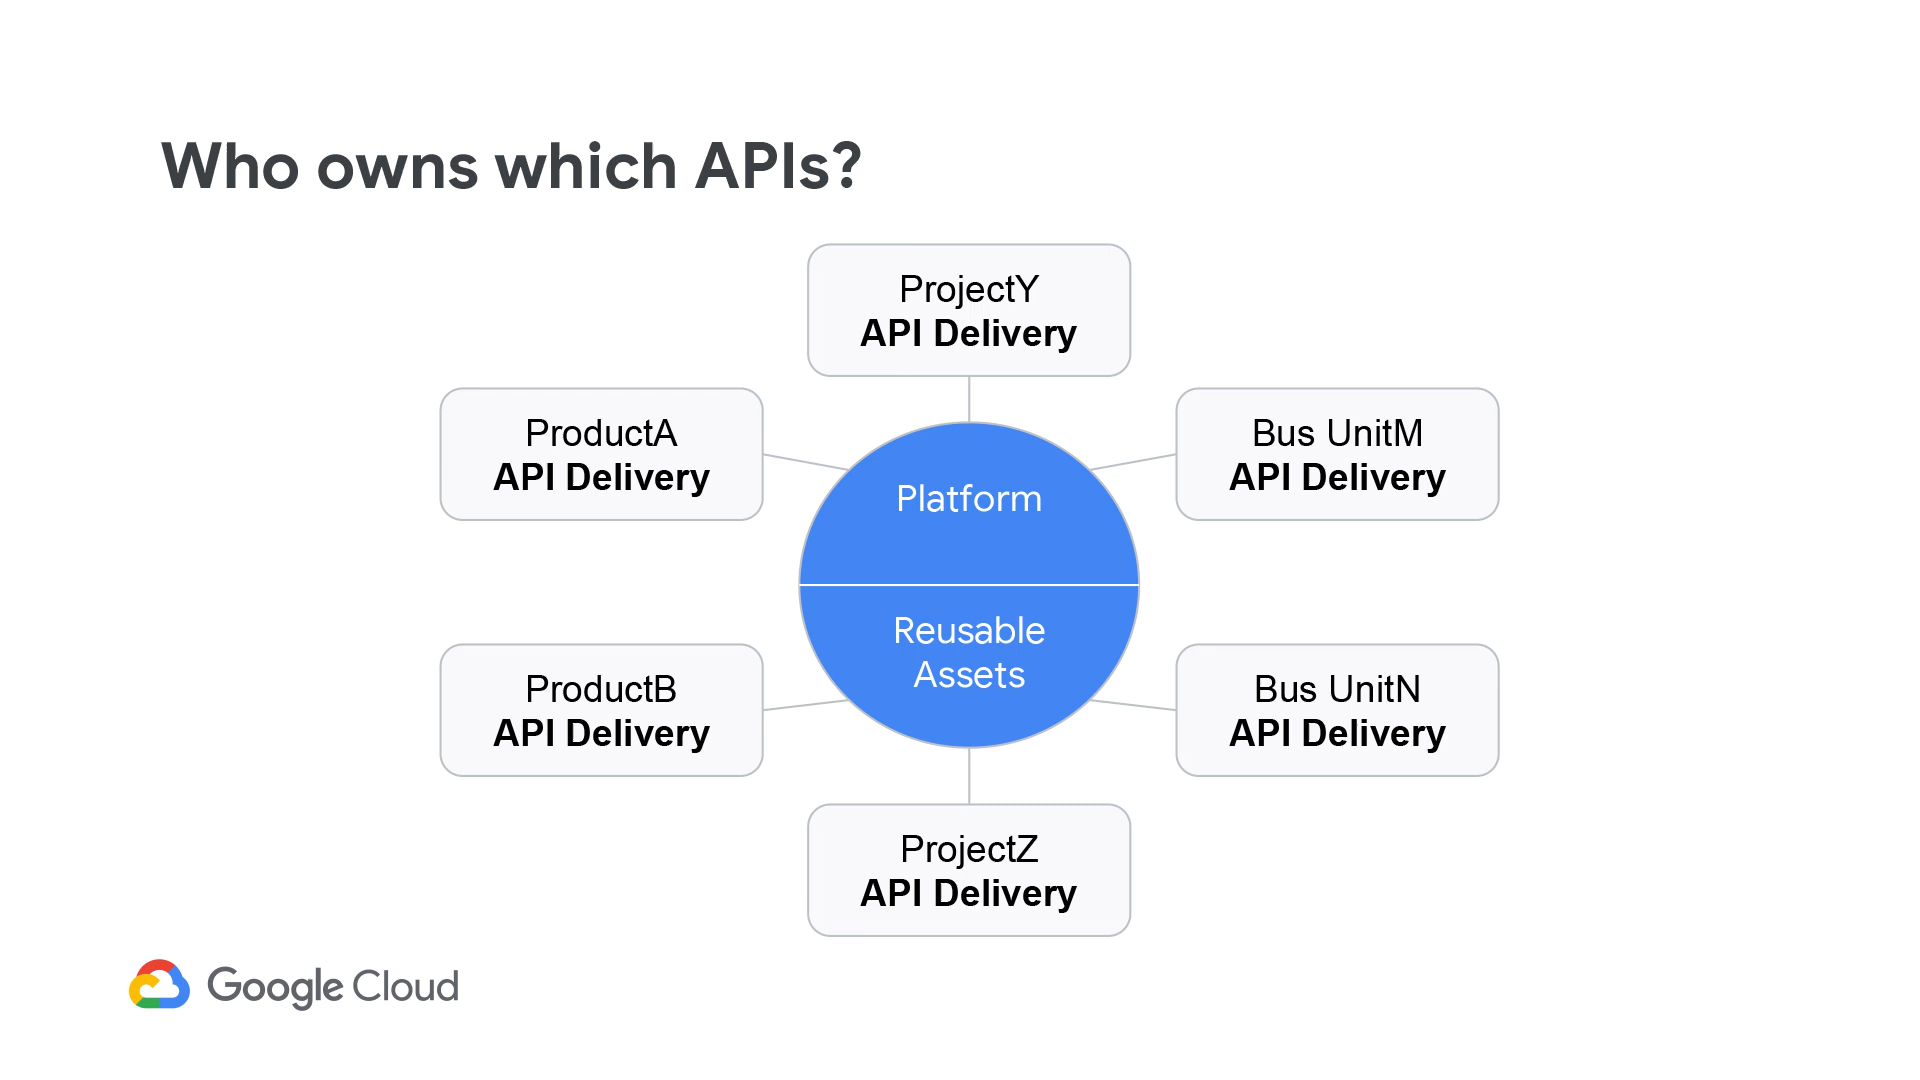 Who owns which APIs?
ProjectY
API Delivery
ProductA
API Delivery
Bus UnitM
API Delivery
Platform
Reusable
Assets
ProductB
API Delivery
Bus UnitN
API Delivery
ProjectZ
API Delivery
Google Cloud